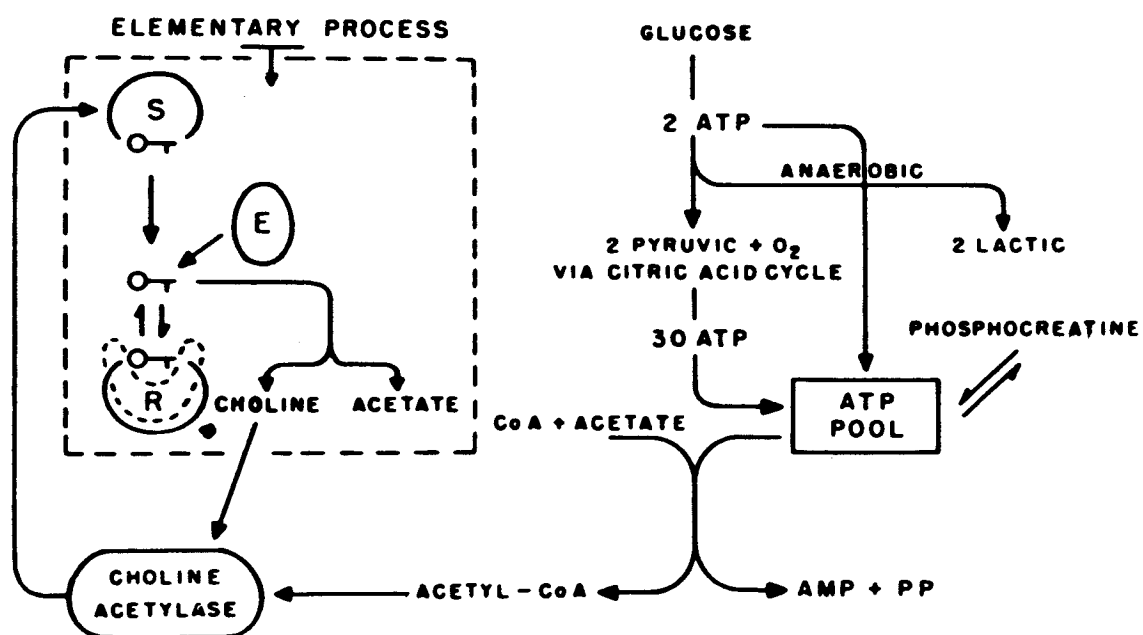 ELEMENTARY PROCESS
S
E
R
CHOLINE
ACETATE
CHOLINE
ACETYLASE
GLUCOSE
2 ATP
ANAEROBIC
2 PYRUVIC + O2
VIA CITRIC ACID CYCLE
2 LACTIC
30 ATP
PHOSPHOCREATINE
ATP
POOL
CoA + ACETATE
ACETYL - CoA
AMP + PP